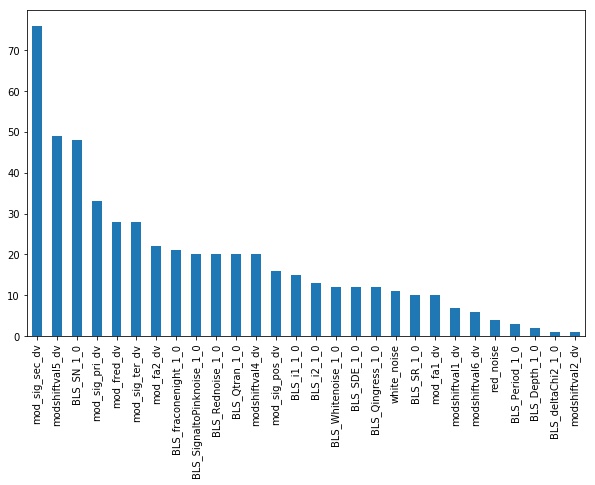 70
60
50
40
30
20
10
0
mod_sig_sec_dv
modshiftval5_dv
BLS_SN_1_0
mod_sig_pri_dv
mod_fred_dv
mod_sig_ter_dv
mod_fa2_dv
BLS_fraconenight_1_0
BLS_SignaltoPinknoise_1_0
BLS_Rednoise_1_0
BLS_Qtran_1_0
modshiftval4_dv
mod_sig_pos_dv
BLS_i1_1_0
BLS_i2_1_0
BLS_Whitenoise_1_0
BLS_SDE_1_0
BLS_Qingress_1_0
white_noise
BLS_SR_1_0
mod_fa1_dv
modshiftval1_dv
modshiftval6_dv
red_noise
BLS_Period_1_0
BLS_Depth_1_0
BLS_deltaChi2_1_0
modshiftval2_dv